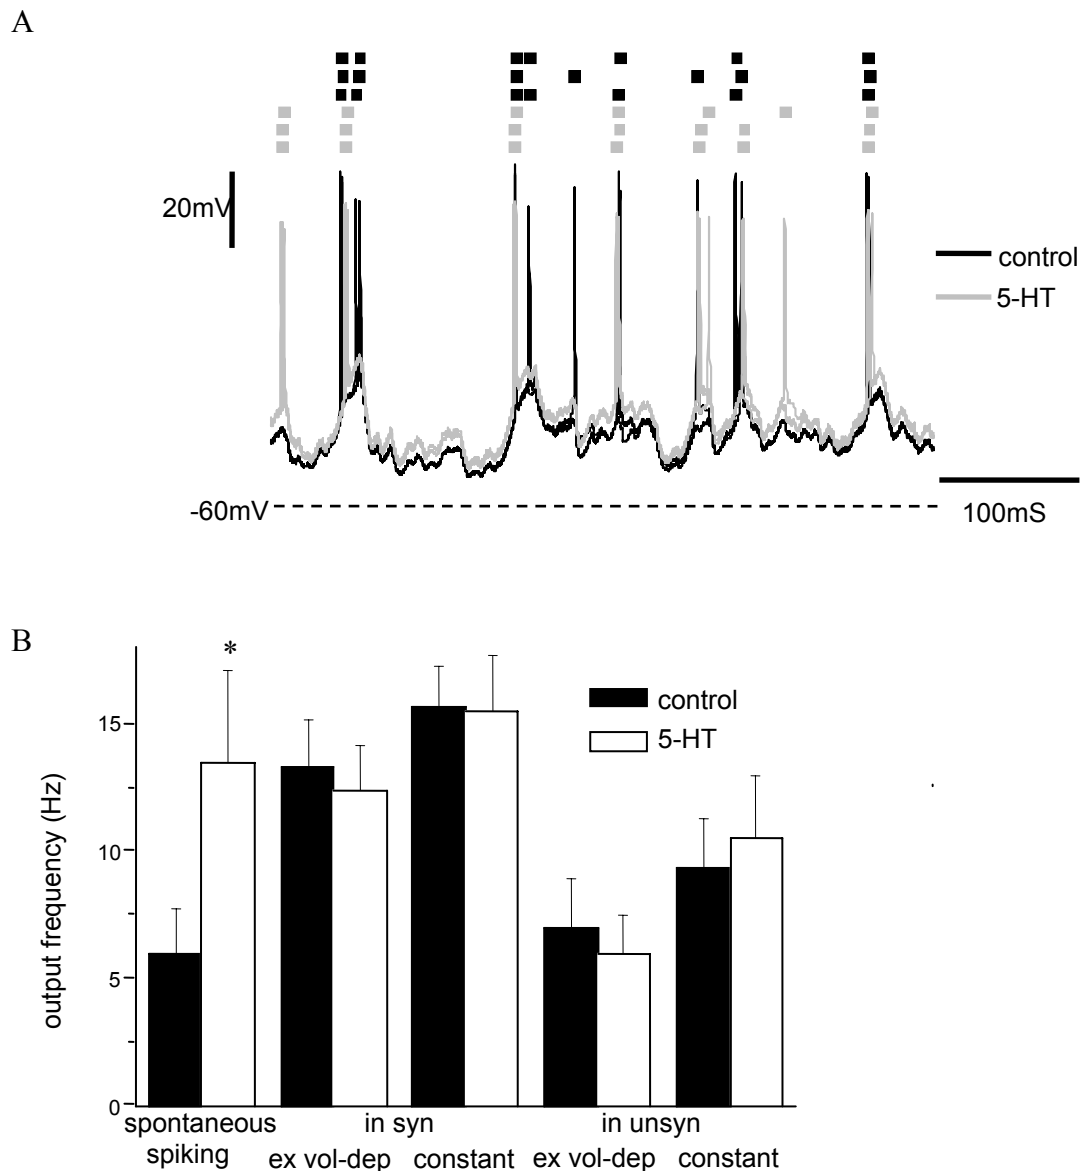 A
20mV
control
5-HT
-60mV
100mS
B
*
control
5-HT
output frequency (Hz)
15
10
5
0
spontaneous spiking
in syn
in unsyn
ex vol-dep
constant
ex vol-dep
constant